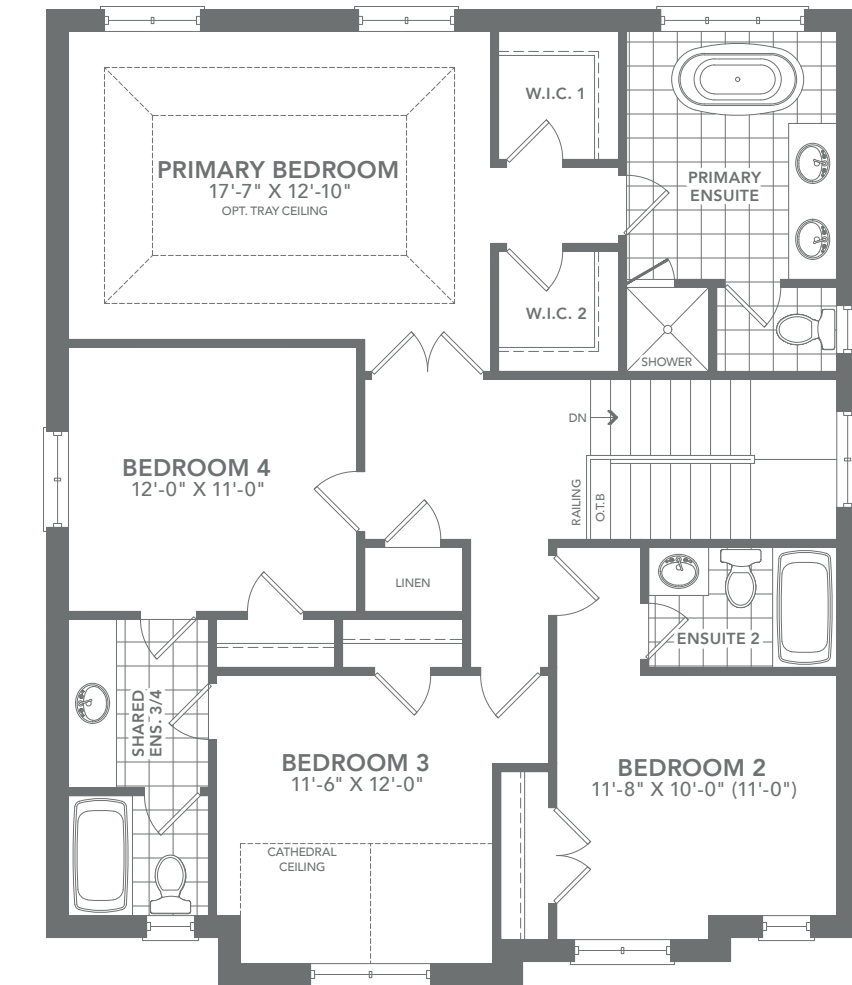 W.I.C. 1
PRIMARY BEDROOM
17'-7" X 12'-10"
OPT. TRAY CEILING
PRIMARY
ENSUITE
W.I.C. 2
SHOWER
DN
BEDROOM 4
12'-0" X 11'-0"
RAILING
O.T.B
LINEN
ENSUITE 2
SHARED
ENS. 3/4
BEDROOM 3
11'-6" X 12'-0"
BEDROOM 2
11'-8" X 10'-0" (11'-0")
CATHEDRAL
CEILING